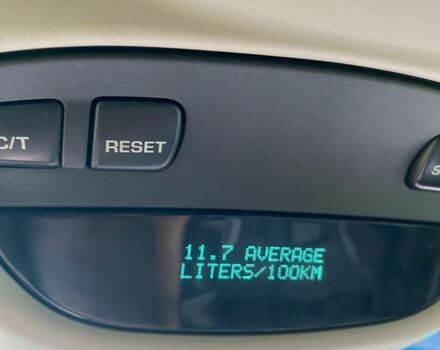 C/T
RESET
11.7 AVERAGE
LITERS/100KM